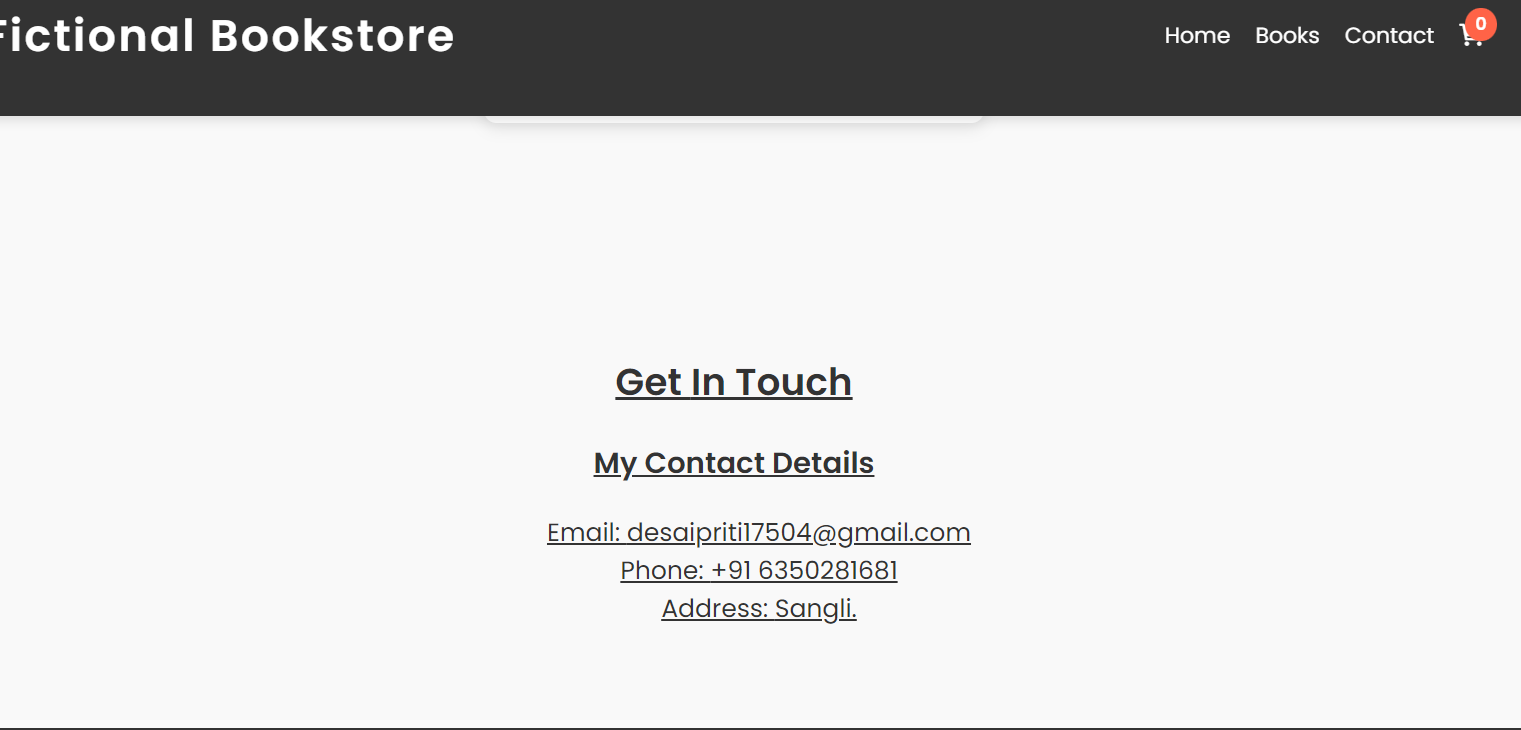 Fictional Bookstore
Home Books Contact 0
Get In Touch
My Contact Details
Email: desaipriti17504@gmail.com
Phone: +91 6350281681
Address: Sangli.